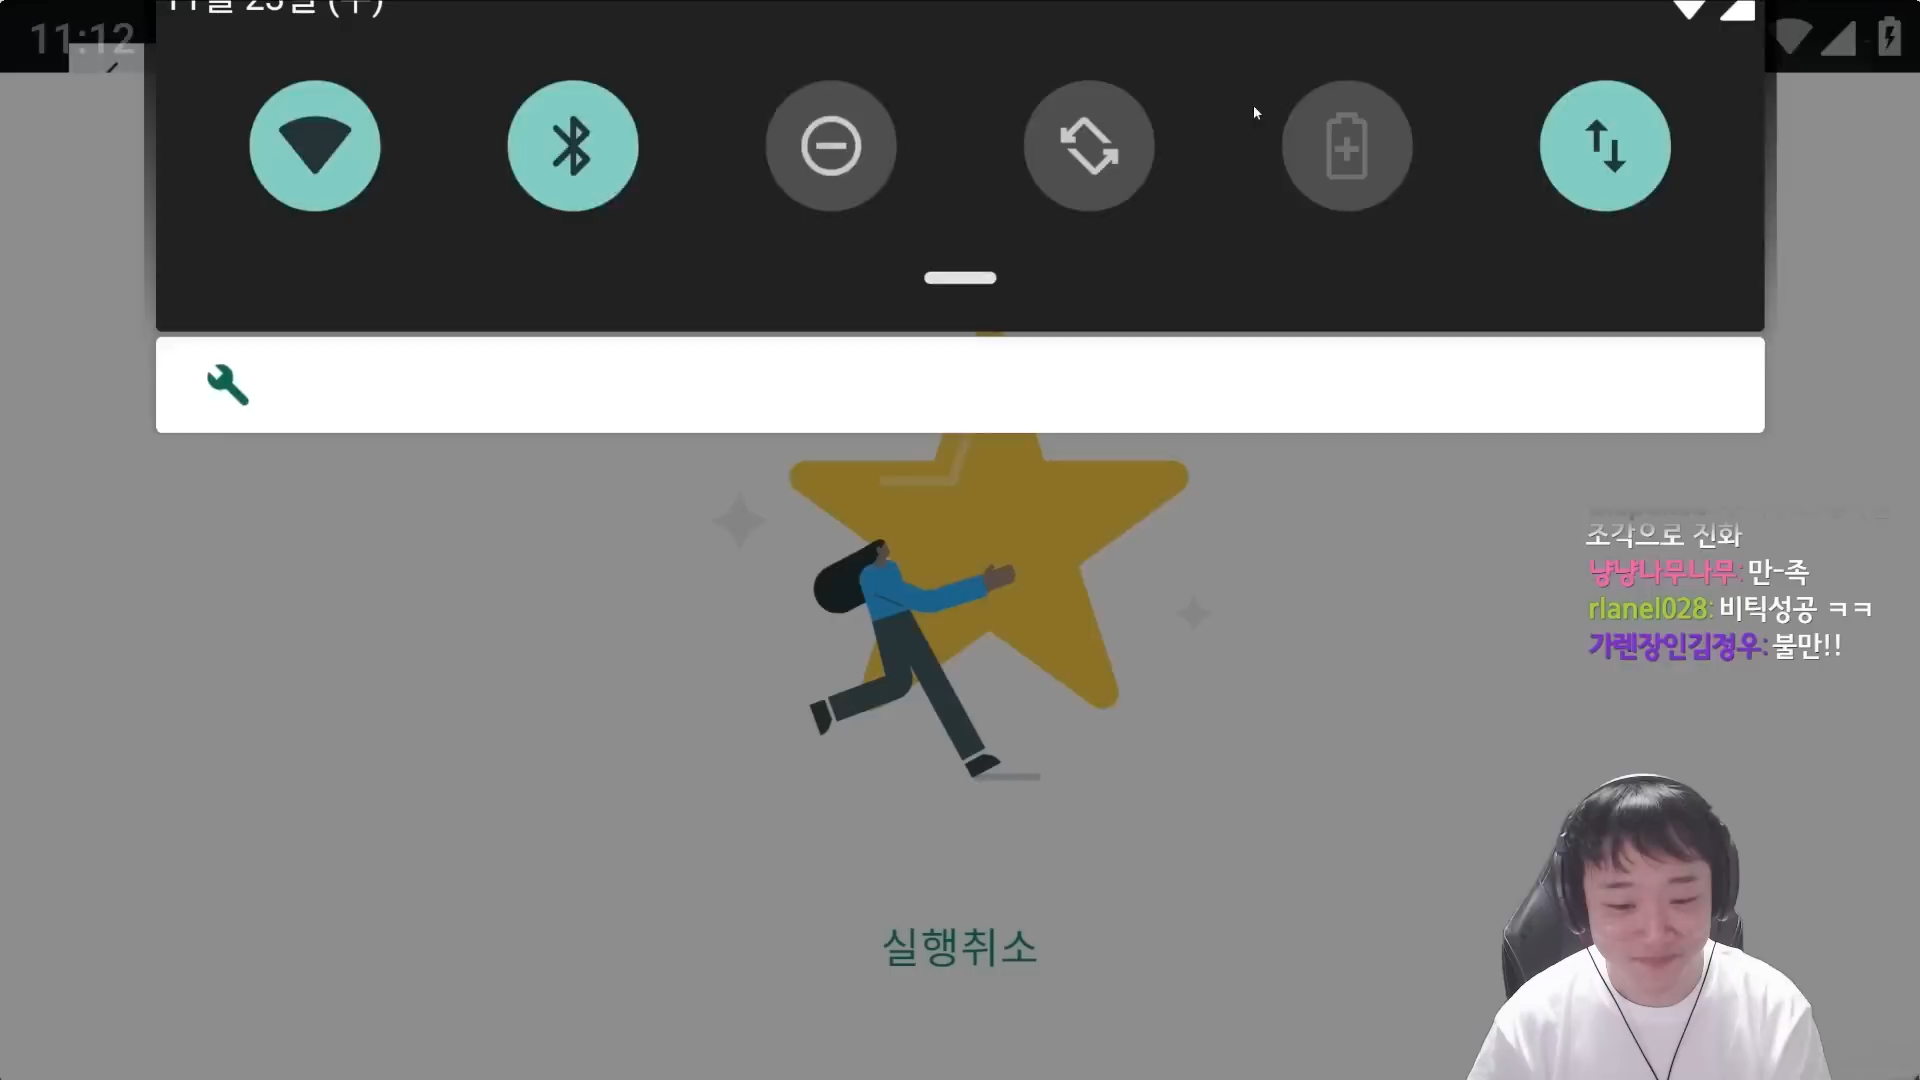 11:12
조각으로 진화
냥냥나무나무: 만-족
rlanel028: 비틱성공 ㅋㅋ
가렌장인김정우: 불만!!
실행취소